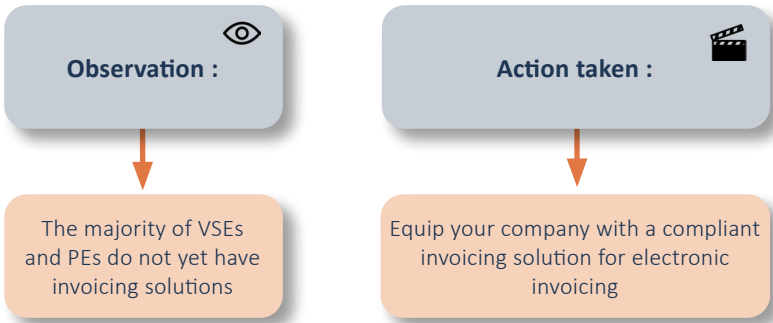 Observation :
Action taken :
The majority of VSEs
and PEs do not yet have
invoicing solutions
Equip your company with a compliant
invoicing solution for electronic
invoicing